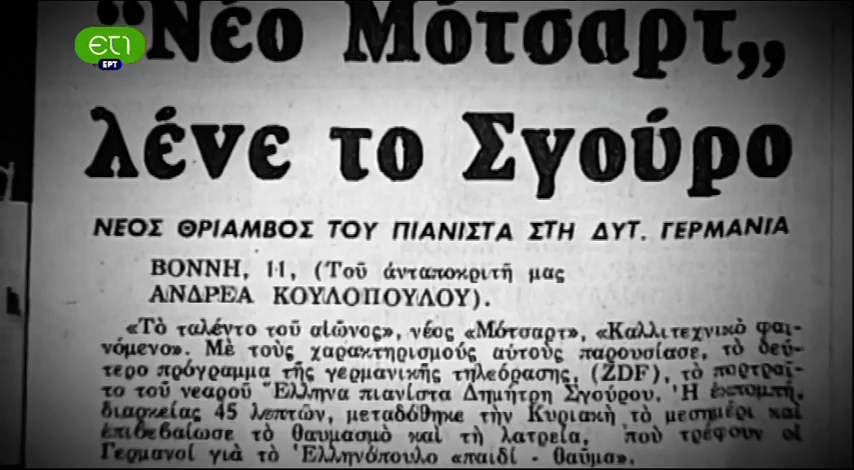 ετ1
ΕΡΤ
"Νέο Μότσαρτ,,
λένε το Σγούρο
ΝΕΟΣ ΘΡΙΑΜΒΟΣ ΤΟΥ ΠΙΑΝΙΣΤΑ ΣΤΗ ΔΥΤ. ΓΕΡΜΑΝΙΑ
ΒΟΝΝΗ, 11, (Τοῦ ἀνταποκριτῆ μας
ΑΝΔΡΕΑ ΚΟΥΛΟΠΟΥΛΟΥ).
«Τὸ ταλέντο τοῦ αἰῶνος», νέος «Μότσαρτ», «Καλλιτεχνικὸ φαι-
νόμενο». Μὲ τοὺς χαρακτηρισμοὺς αὐτοὺς παρουσίασε, τὸ δεύ-
τερο πρόγραμμα τῆς γερμανικῆς τηλεόρασης, (ZDF), τὸ πορτραῖ-
το τοῦ νεαροῦ Ἕλληνα πιανίστα Δημήτρη Σγούρου. Ἡ ἐκπομπή,
διαρκείας 45 λεπτῶν, μεταδόθηκε τὴν Κυριακὴ τὸ μεσημέρι καὶ
ἐπιβεβαίωσε τὸ θαυμασμὸ καὶ τὴ λατρεία, ποὺ τρέφουν οἱ
Γερμανοὶ γιὰ τὸ Ἑλληνόπουλο «παιδί - θαῦμα».